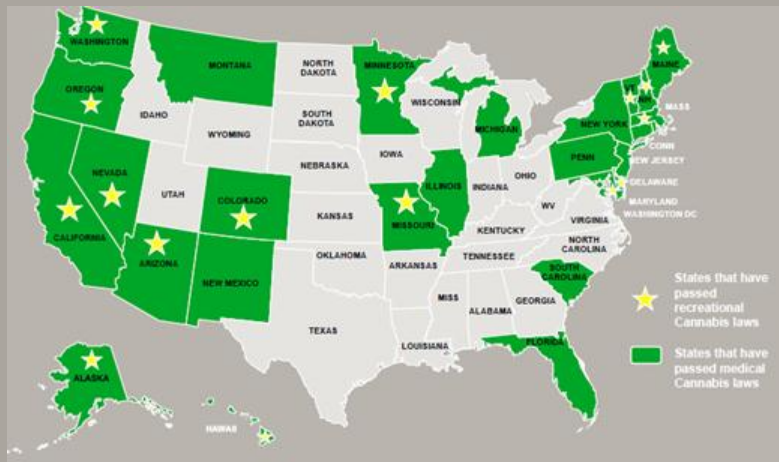 WASHINGTON
MONTANA
NORTH
DAKOTA
MINNESOTA
MAINE
OREGON
IDAHO
SOUTH
DAKOTA
WISCONSIN
VT
NH
MASS
WYOMING
MICHIGAN
NEW YORK
CONN
NEVADA
NEBRASKA
IOWA
PENN
NEW JERSEY
UTAH
COLORADO
ILLINOIS
INDIANA
OHIO
DELAWARE
CALIFORNIA
KANSAS
MISSOURI
WV
VIRGINIA
MARYLAND
WASHINGTON DC
KENTUCKY
ARIZONA
NEW MEXICO
OKLAHOMA
ARKANSAS
TENNESSEE
NORTH
CAROLINA
SOUTH
CAROLINA
TEXAS
MISS
ALABAMA
GEORGIA
LOUISIANA
FLORIDA
ALASKA
HAWAII
States that have
passed
recreational
Cannabis laws
States that have
passed medical
Cannabis laws